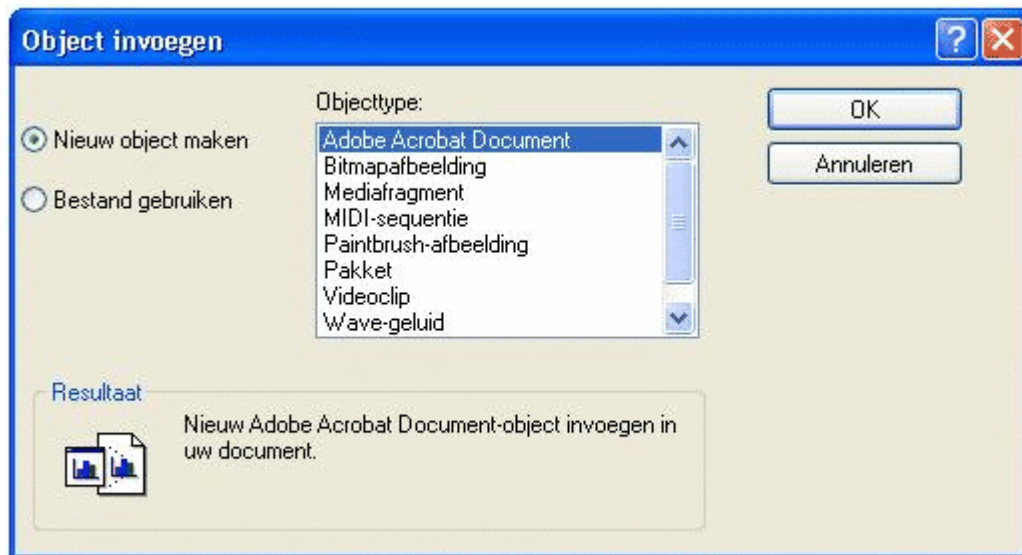 Object invoegen
Nieuw object maken
Bestand gebruiken
Objecttype:
Adobe Acrobat Document
Bitmapafbeelding
Mediafragment
MIDI-sequentie
Paintbrush-afbeelding
Pakket
Videoclip
Wave-geluid
OK
Annuleren
Resultaat
Nieuw Adobe Acrobat Document-object invoegen in
uw document.